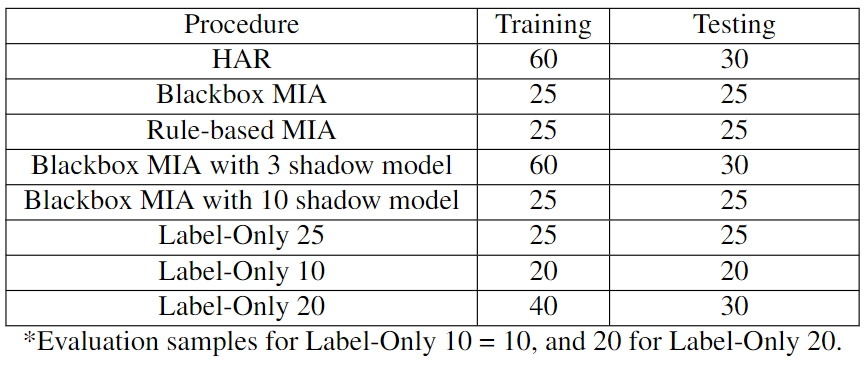 Procedure Training Testing
HAR 60 30
Blackbox MIA 25 25
Rule-based MIA 25 25
Blackbox MIA with 3 shadow model 60 30
Blackbox MIA with 10 shadow model 25 25
Label-Only 25 25 25
Label-Only 10 20 20
Label-Only 20 40 30
*Evaluation samples for Label-Only 10 = 10, and 20 for Label-Only 20.